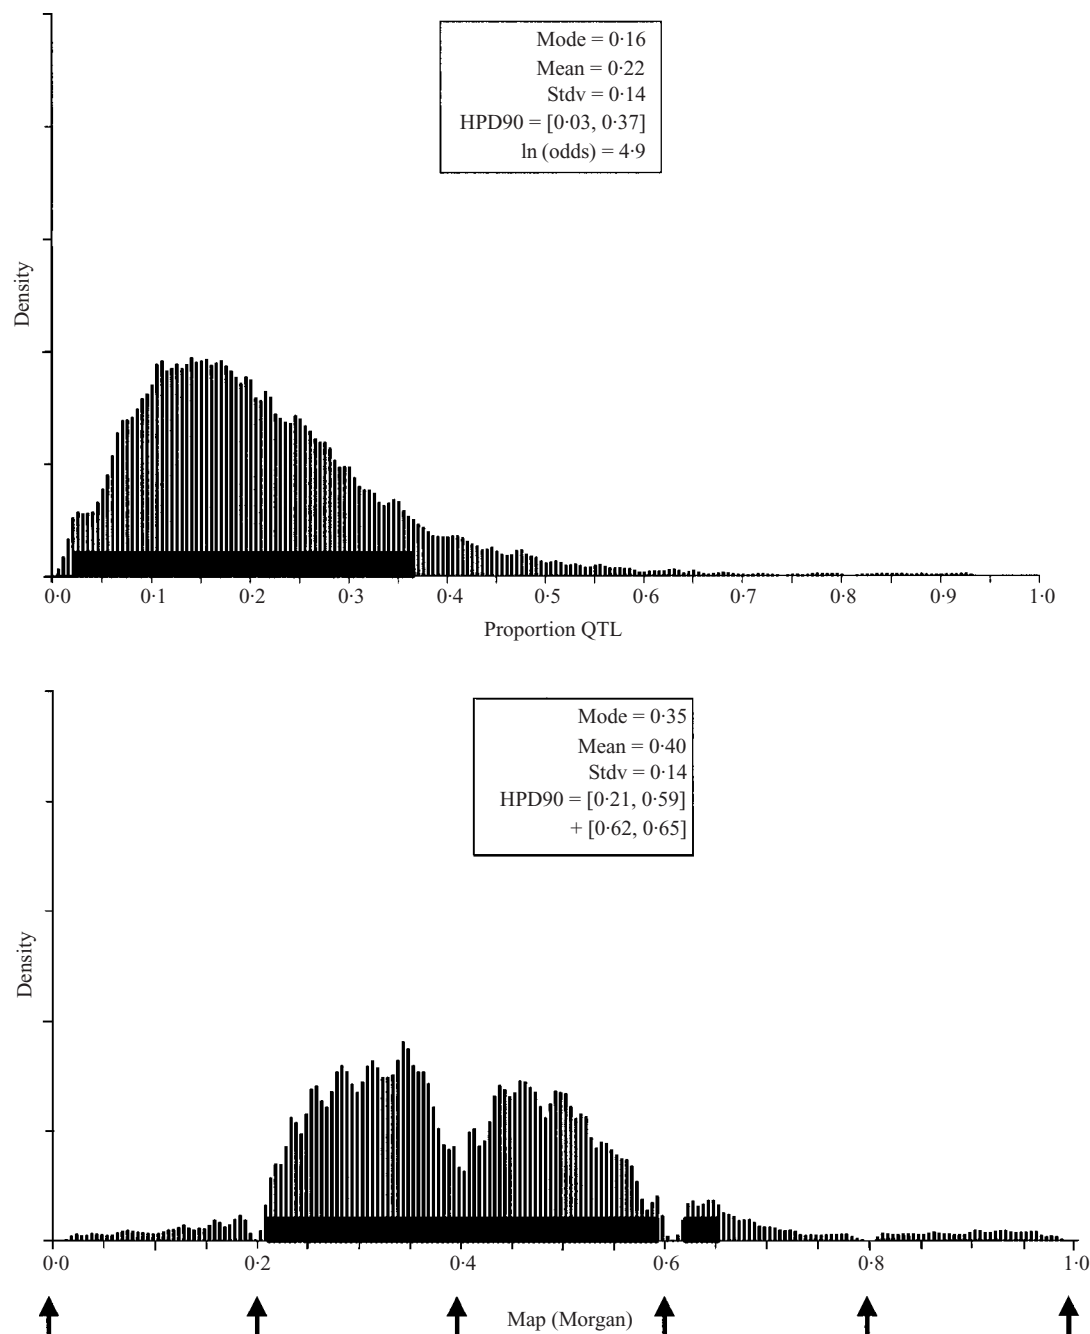 Mode = 0·16
Mean = 0·22
Stdv = 0·14
HPD90 = [0·03, 0·37]
ln (odds) = 4·9
Density
0·0 0·1 0·2 0·3 0·4 0·5 0·6 0·7 0·8 0·9 1·0
Proportion QTL
Mode = 0·35
Mean = 0·40
Stdv = 0·14
HPD90 = [0·21, 0·59]
+ [0·62, 0·65]
Density
0·0 0·2 0·4 0·6 0·8 1·0
Map (Morgan)